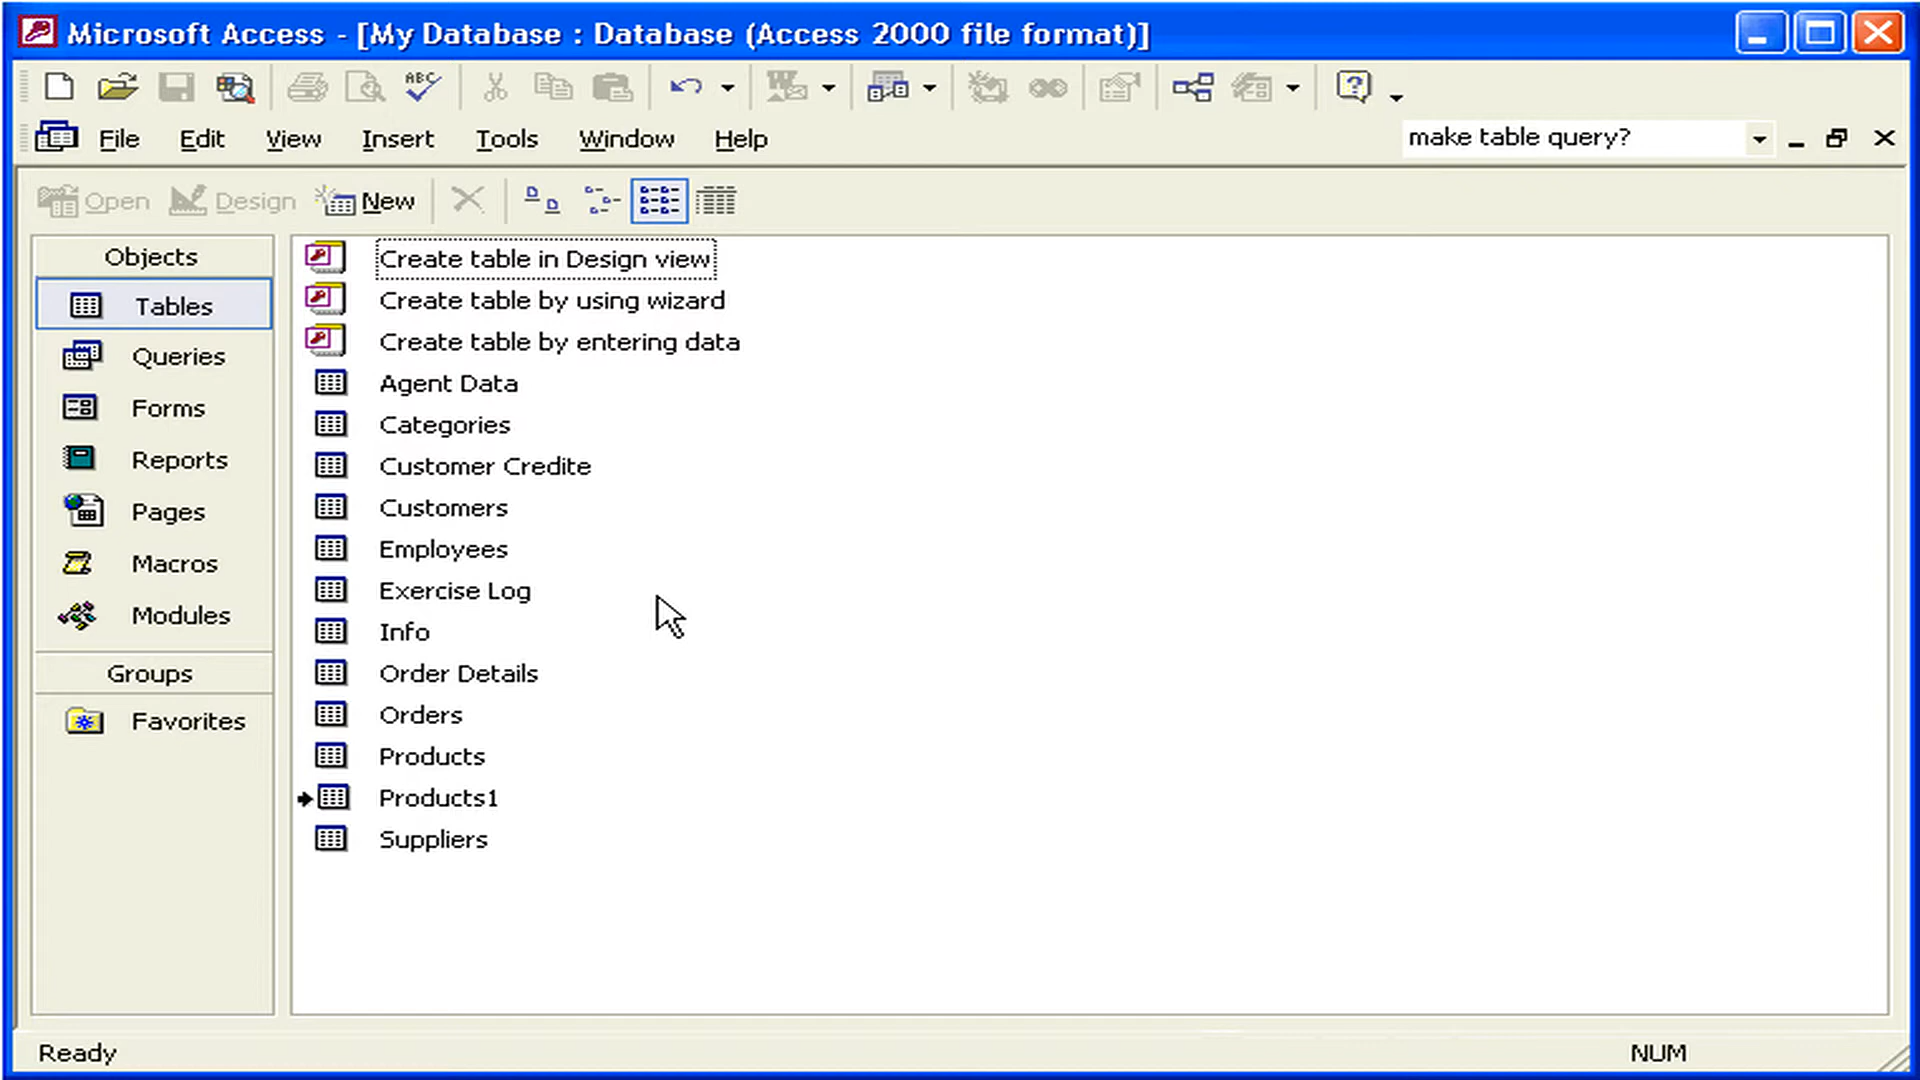 Microsoft Access - [My Database : Database (Access 2000 file format)]
ABC
File Edit View Insert Tools Window Help make table query?
Open Design New
Objects
Tables
Queries
Forms
Reports
Pages
Macros
Modules
Groups
Favorites
Create table in Design view
Create table by using wizard
Create table by entering data
Agent Data
Categories
Customer Credite
Customers
Employees
Exercise Log
Info
Order Details
Orders
Products
Products1
Suppliers
Ready NUM